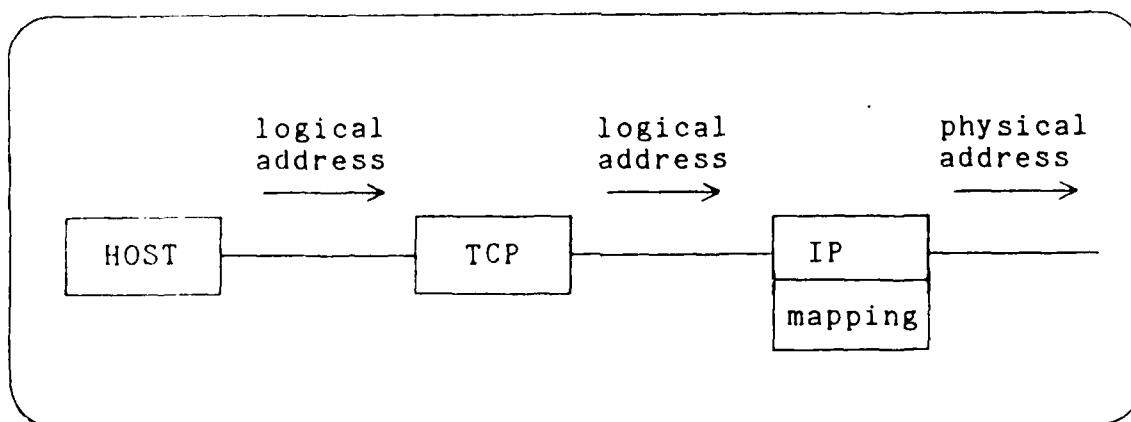 logical
address
logical
address
physical
address
HOST
TCP
IP
mapping